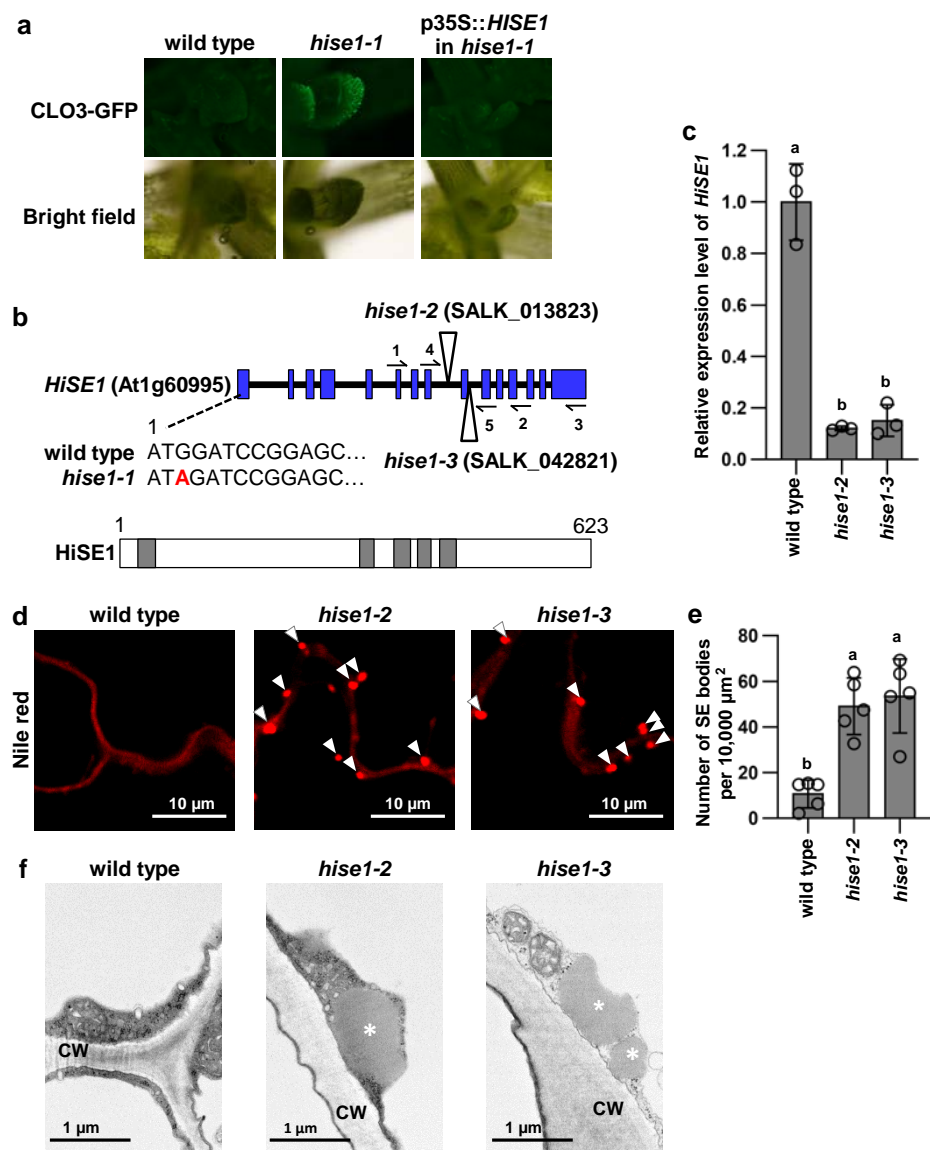 a
wild type
hise1-1
p35S::HISE1
in hise1-1
CLO3-GFP
Bright field
b
hise1-2 (SALK_013823)
1
4
HiSE1 (At1g60995)
5
2
3
1
wild type ATGGATCCGGAGC…
hise1-1 ATAGATCCGGAGC…
hise1-3 (SALK_042821)
1
623
HiSE1
c
Relative expression level of HiSE1
1.2
1.0
0.8
0.6
0.4
0.2
0.0
a
b
b
wild type
hise1-2
hise1-3
d
wild type
hise1-2
hise1-3
Nile red
10 µm
10 µm
10 µm
e
Number of SE bodies
per 10,000 µm²
80
60
40
20
0
b
a
a
wild type
hise1-2
hise1-3
f
wild type
hise1-2
hise1-3
CW
1 µm
*
CW
1 µm
*
*
CW
1 µm